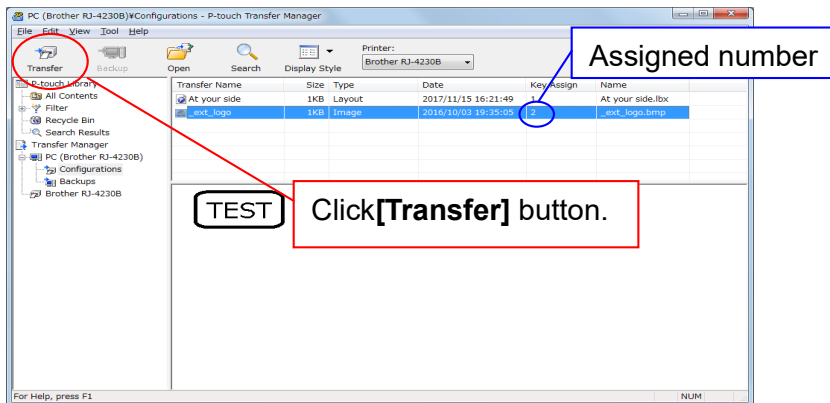 PC (Brother RJ-4230B)¥Configurations - P-touch Transfer Manager
File Edit View Tool Help
Transfer Backup Open Search Display Style
Printer:
Brother RJ-4230B
Assigned number
P-touch Library
All Contents
Filter
Recycle Bin
Search Results
Transfer Manager
PC (Brother RJ-4230B)
Configurations
Backups
Brother RJ-4230B
Transfer Name Size Type Date Key Assign Name
At your side 1KB Layout 2017/11/15 16:21:49 1 At your side.lbx
_ext_logo 1KB Image 2016/10/03 19:35:05 2 _ext_logo.bmp
TEST
Click[Transfer] button.
For Help, press F1
NUM